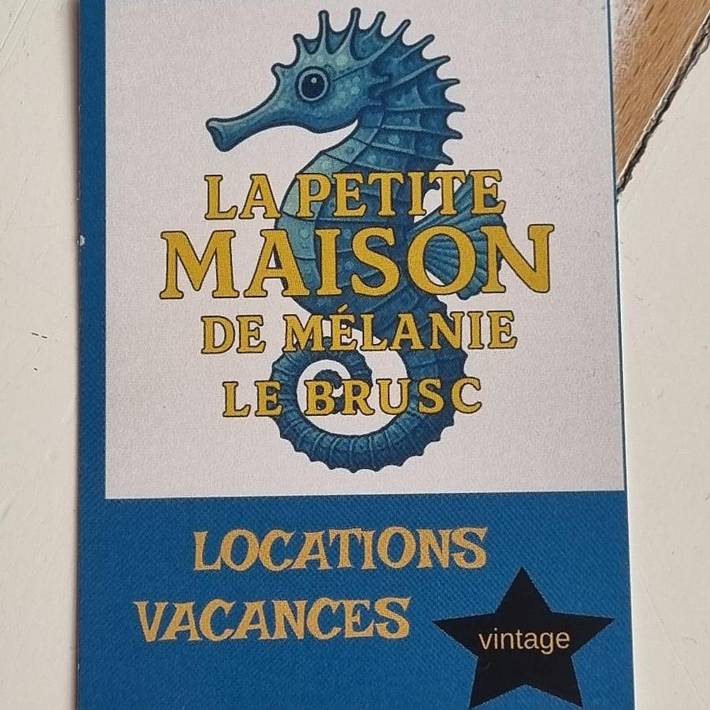 LA PETITE
MAISON
DE MÉLANIE
LE BRUSC
LOCATIONS
VACANCES
vintage